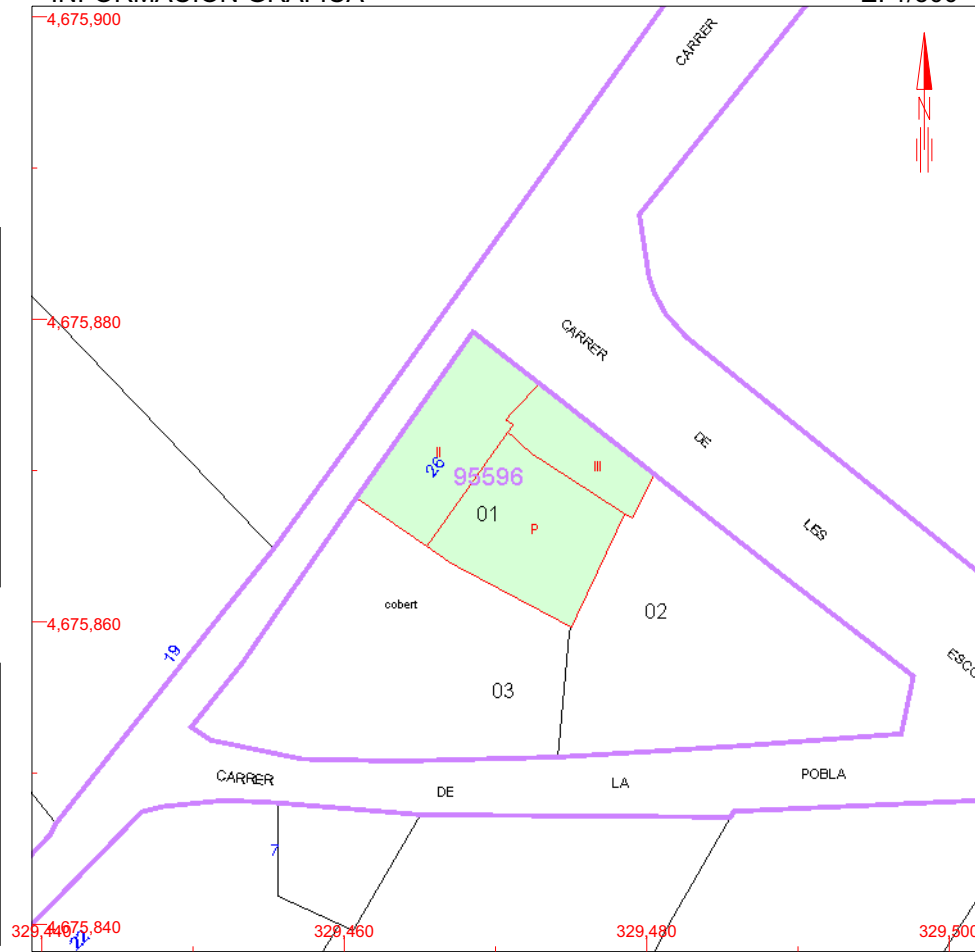 4,675,900
CARRER
N
4,675,880
CARRER
DE
II
26
III
95596
01
P
LES
cobert
02
4,675,860
19
03
CARRER
DE
LA
POBLA
7
4,675,840
329,440
22
329,460
329,480
329,500